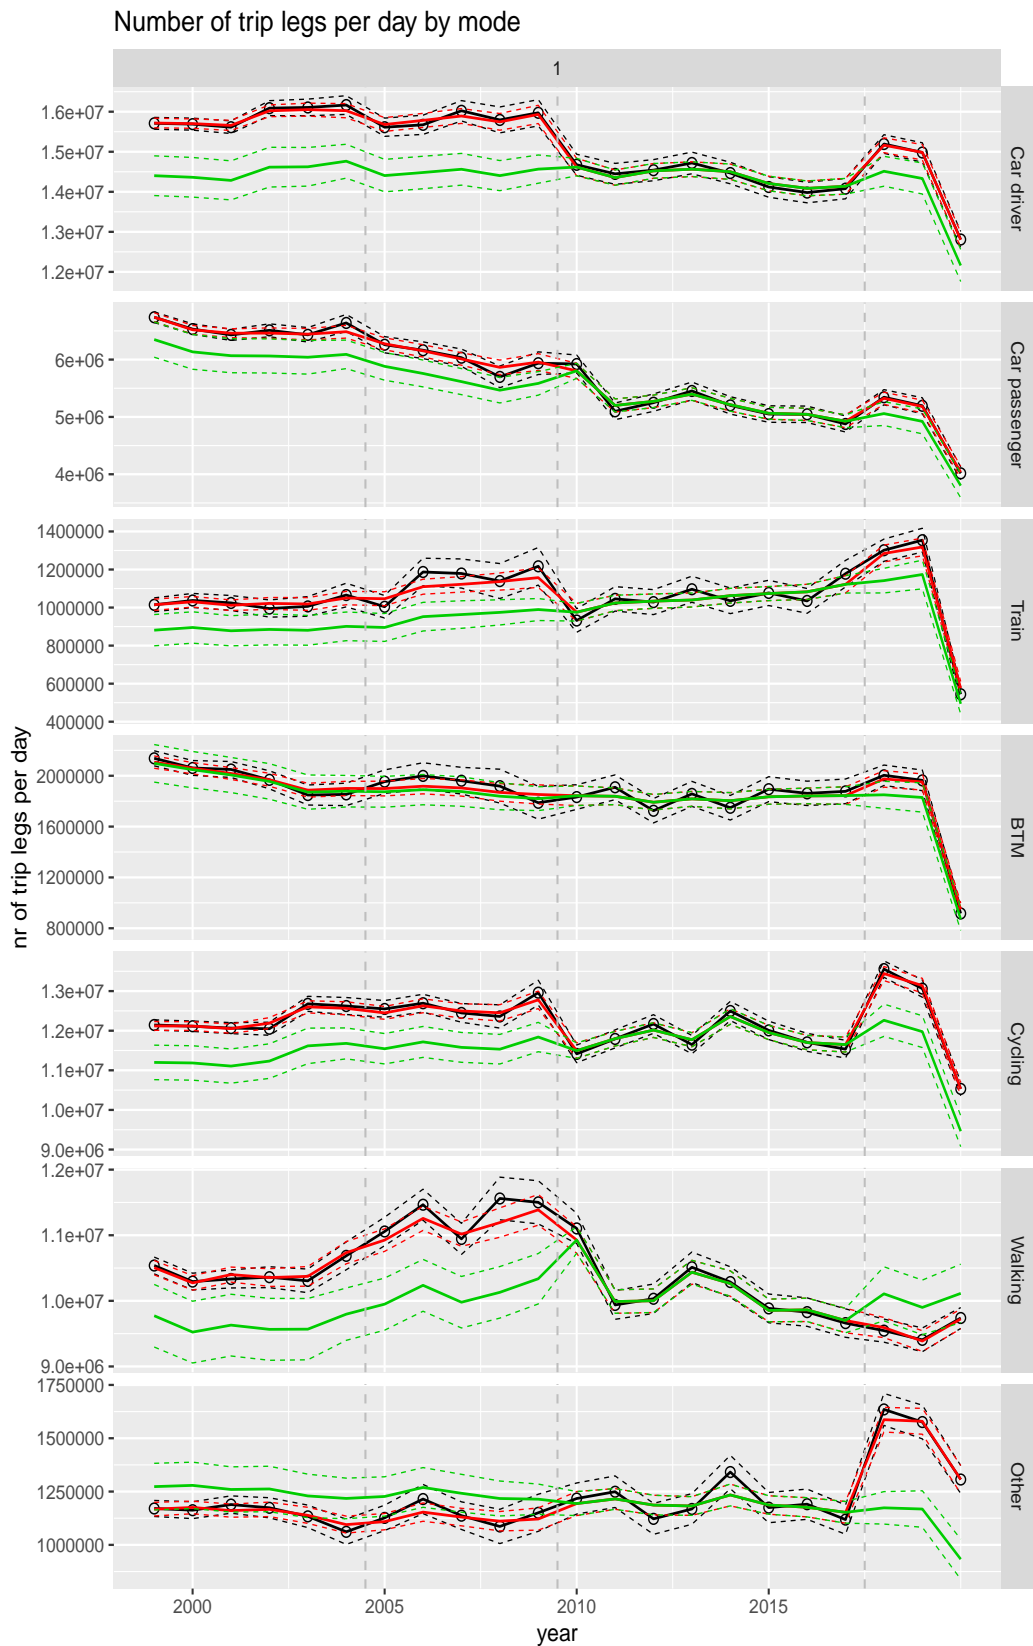 Number of trip legs per day by mode
1
1.6e+07
1.5e+07
1.4e+07
1.3e+07
1.2e+07
Car driver
6e+06
5e+06
4e+06
Car passenger
1400000
1200000
1000000
800000
600000
400000
Train
2000000
1600000
1200000
800000
BTM
1.3e+07
1.2e+07
1.1e+07
1.0e+07
9.0e+06
Cycling
1.2e+07
1.1e+07
1.0e+07
9.0e+06
Walking
1750000
1500000
1250000
1000000
Other
nr of trip legs per day
2000
2005
2010
2015
year